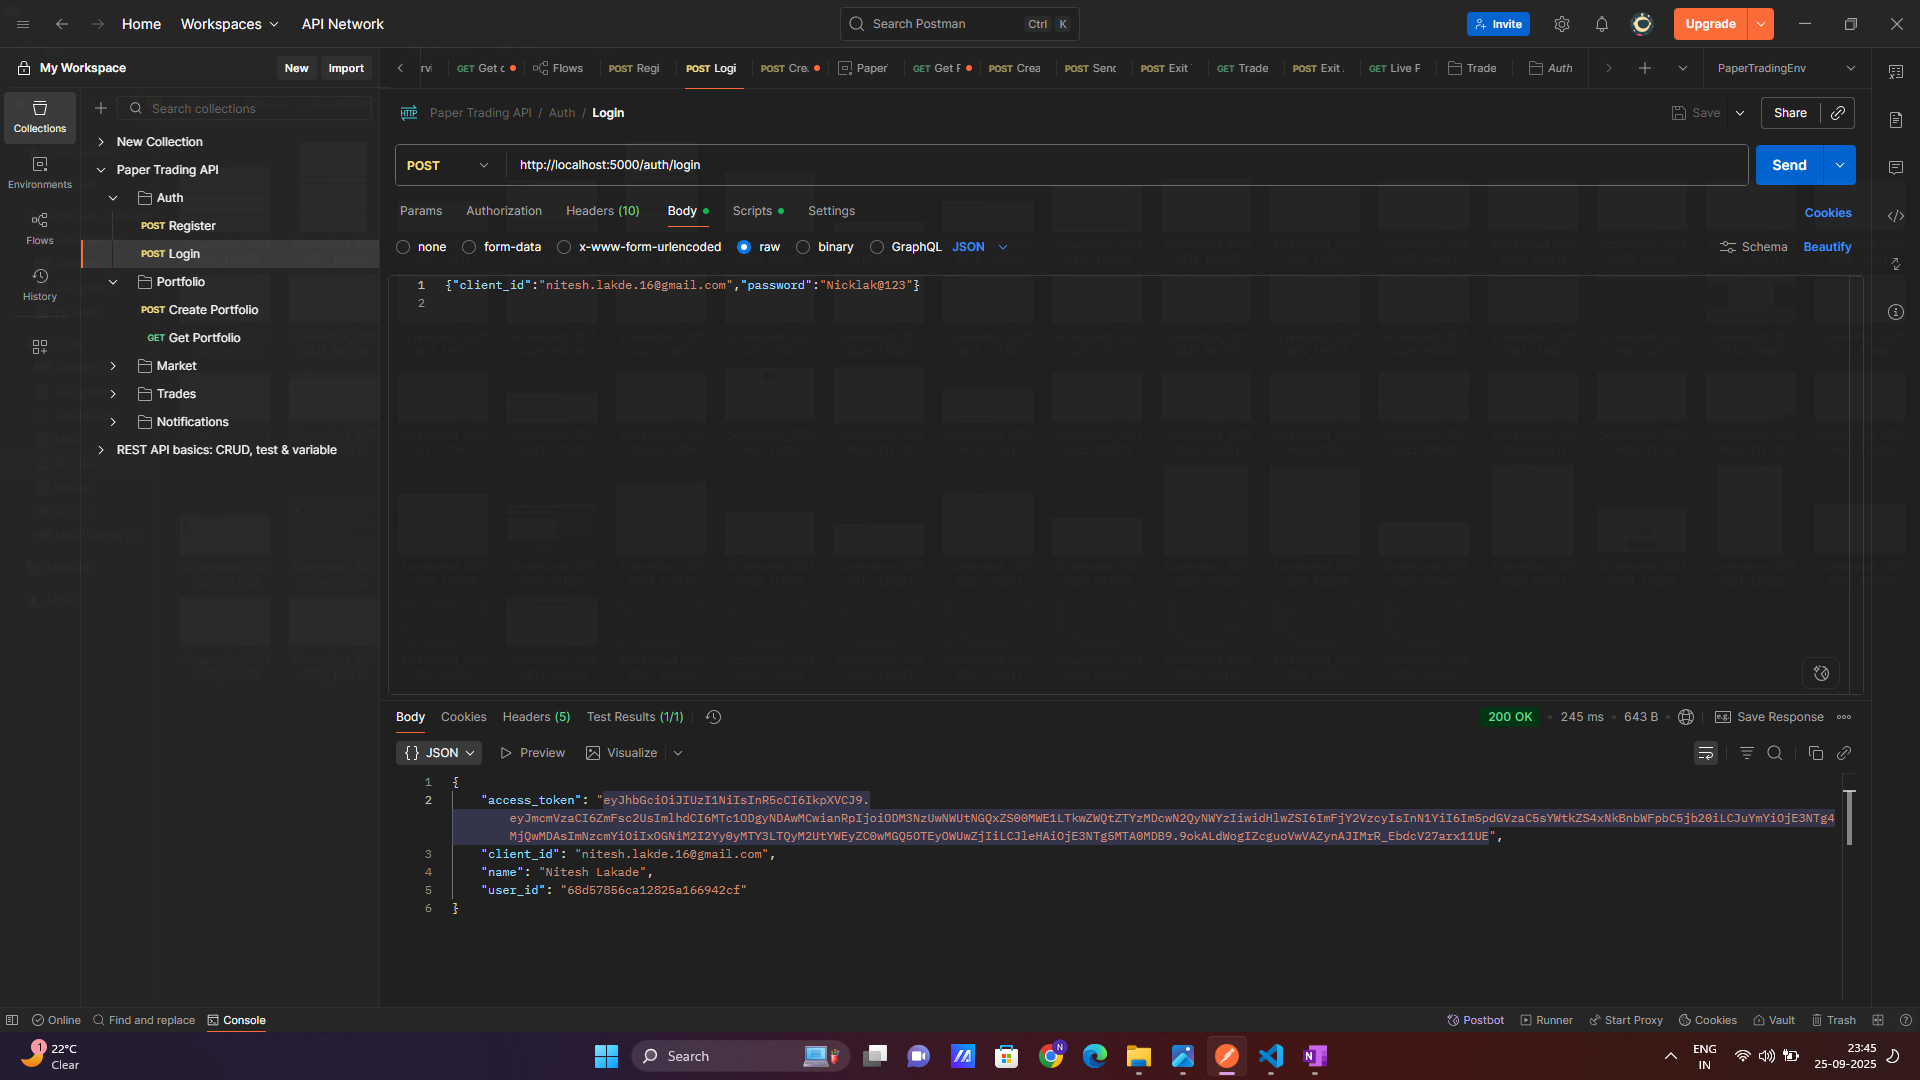 Home
Workspaces
API Network
Search Postman
Ctrl
K
Invite
Upgrade
My Workspace
New
Import
GET Get c
Flows
POST Regi
POST Logi
POST Cre
Paper
GET Get F
POST Crea
POST Senc
POST Exit
GET Trade
POST Exit
GET Live F
Trade
Auth
PaperTradingEnv
Collections
Environments
Flows
History
Search collections
New Collection
Paper Trading API
Auth
POST Register
POST Login
Portfolio
POST Create Portfolio
GET Get Portfolio
Market
Trades
Notifications
REST API basics: CRUD, test & variable
Paper Trading API / Auth / Login
Save
Share
POST
http://localhost:5000/auth/login
Send
Params
Authorization
Headers (10)
Body
Scripts
Settings
Cookies
none
form-data
x-www-form-urlencoded
raw
binary
GraphQL
JSON
Schema
Beautify
1 {"client_id":"nitesh.lakde.16@gmail.com","password":"Nicklak@123"}
2
Body
Cookies
Headers (5)
Test Results (1/1)
200 OK
245 ms
643 B
Save Response
{} JSON
Preview
Visualize
1 {
2 "access_token": "eyJhbGciOiJIUzI1NiIsInR5cCI6IkpXVCJ9.
3 "client_id": "nitesh.lakde.16@gmail.com",
4 "name": "Nitesh Lakade",
5 "user_id": "68d57856ca12825a166942cf"
6 }
Online
Find and replace
Console
Postbot
Runner
Start Proxy
Cookies
Vault
Trash
1
22°C
Clear
Search
N
ENG
IN
23:45
25-09-2025